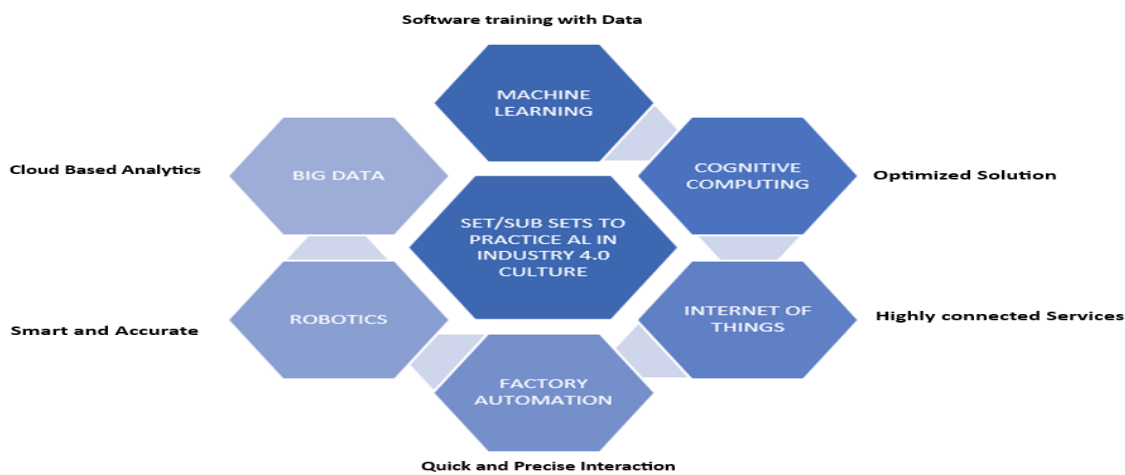 Software training with Data
MACHINE
LEARNING
Cloud Based Analytics
BIG DATA
COGNITIVE
COMPUTING
Optimized Solution
SET/SUB SETS TO
PRACTICE AL IN
INDUSTRY 4.0
CULTURE
Smart and Accurate
ROBOTICS
INTERNET OF
THINGS
Highly connected Services
FACTORY
AUTOMATION
Quick and Precise Interaction